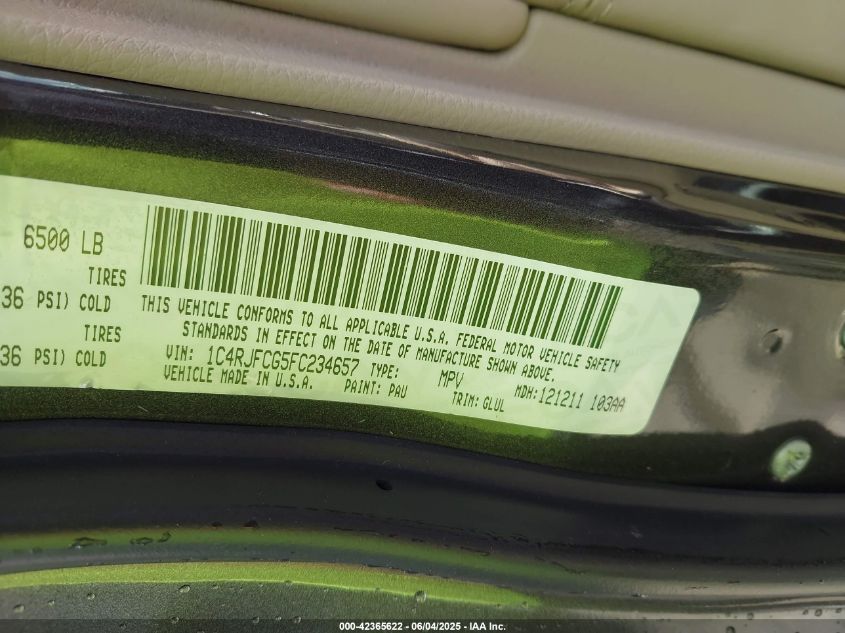 6500 LB
TIRES
36 PSI) COLD
TIRES
36 PSI) COLD
THIS VEHICLE CONFORMS TO ALL APPLICABLE U.S.A. FEDERAL MOTOR VEHICLE SAFETY
STANDARDS IN EFFECT ON THE DATE OF MANUFACTURE SHOWN ABOVE.
VIN: 1C4RJFCG5FC234657 TYPE: MPV
VEHICLE MADE IN U.S.A. PAINT: PAU TRIM: GLUL MDH: 121211 103AA
000-42365622 - 06/04/2025 - IAA Inc.